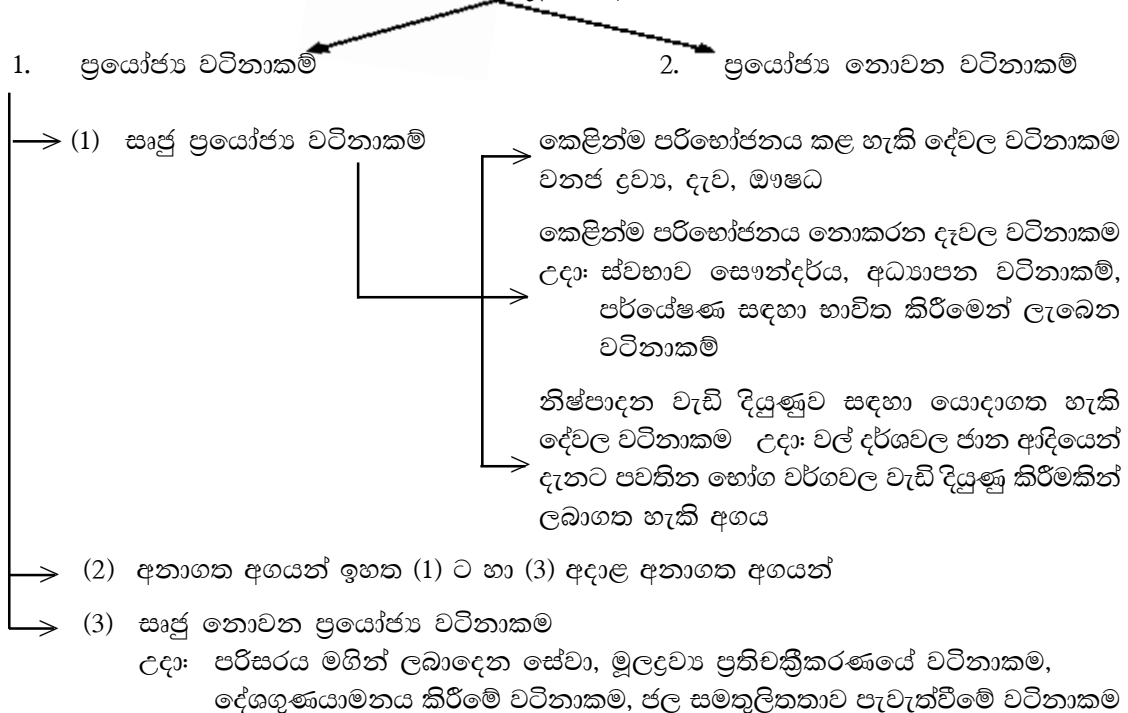 1. ප්‍රයෝජ්‍ය වටිනාකම්
2. ප්‍රයෝජ්‍ය නොවන වටිනාකම්
(1) සෘජු ප්‍රයෝජ්‍ය වටිනාකම්
කෙළින්ම පරිභෝජනය කළ හැකි දේවල වටිනාකම
වනජ ද්‍රව්‍ය, දැව, ඖෂධ
කෙළින්ම පරිභෝජනය නොකරන දෑවල වටිනාකම
උදා: ස්වභාව සෞන්දර්ය, අධ්‍යාපන වටිනාකම්,
පර්යේෂණ සඳහා භාවිත කිරීමෙන් ලැබෙන
වටිනාකම්
නිෂ්පාදන වැඩි දියුණුව සඳහා යොදාගත හැකි
දේවල වටිනාකම උදා: වල් දර්ශවල ජාන ආදියෙන්
දැනට පවතින භෝග වර්ගවල වැඩි දියුණු කිරීමකින්
ලබාගත හැකි අගය
(2) අනාගත අගයන් ඉහත (1) ට හා (3) අදාළ අනාගත අගයන්
(3) සෘජු නොවන ප්‍රයෝජ්‍ය වටිනාකම
උදා: පරිසරය මගින් ලබාදෙන සේවා, මූලද්‍රව්‍ය ප්‍රතිචක්‍රීකරණයේ වටිනාකම,
දේශගුණයාමනය කිරීමේ වටිනාකම, ජල සමතුලිතතාව පැවැත්වීමේ වටිනාකම